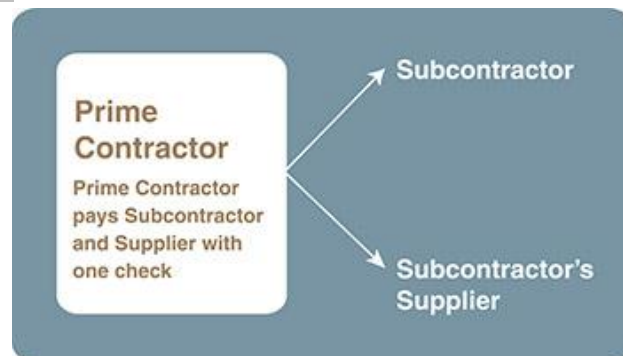 Prime
Contractor
Prime Contractor
pays Subcontractor
and Supplier with
one check
Subcontractor
Subcontractor's
Supplier